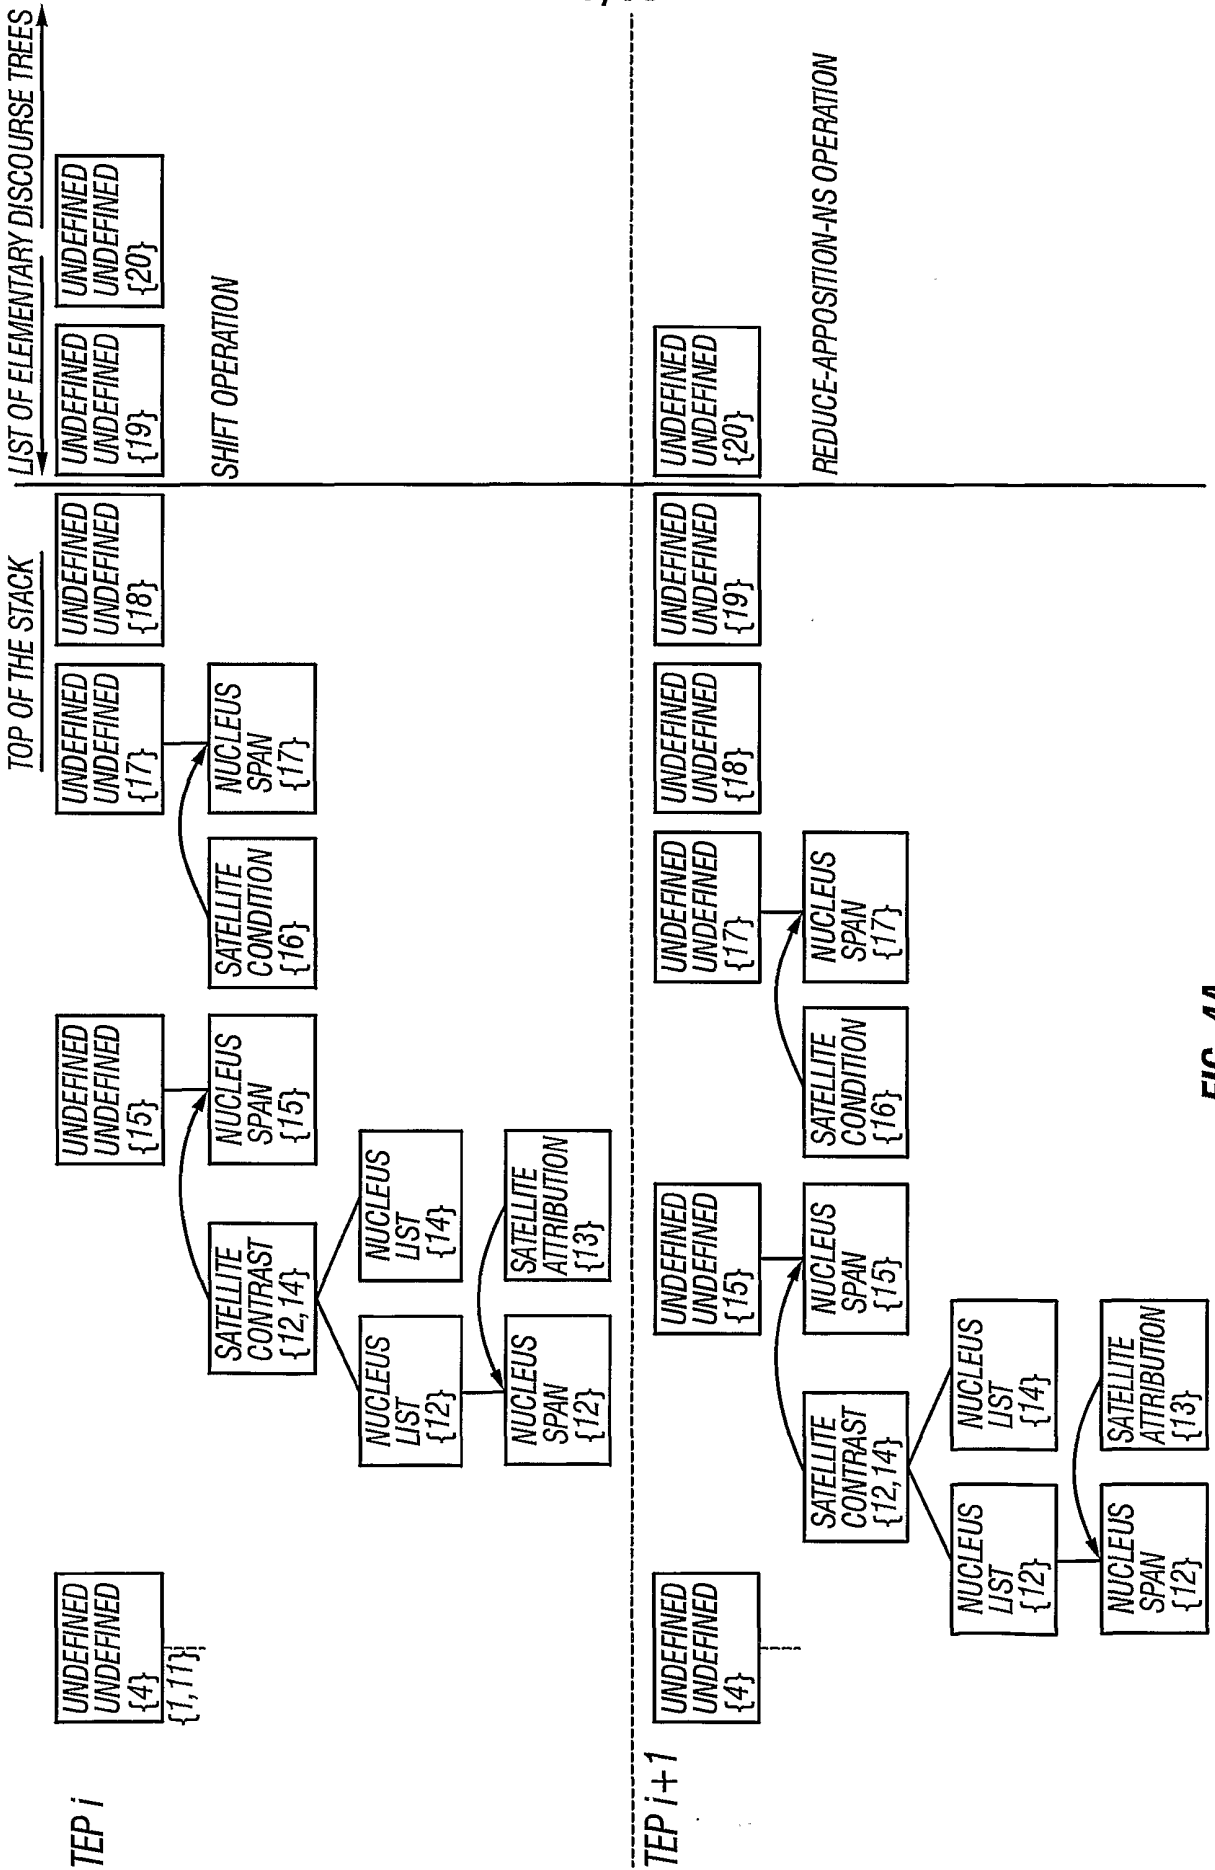 TOP OF THE STACK
LIST OF ELEMENTARY DISCOURSE TREES
TEP i
UNDEFINED
UNDEFINED
{4}
{1,11}
UNDEFINED
UNDEFINED
{15}
UNDEFINED
UNDEFINED
{17}
UNDEFINED
UNDEFINED
{18}
UNDEFINED
UNDEFINED
{19}
UNDEFINED
UNDEFINED
{20}
SATELLITE
CONTRAST
{12,14}
NUCLEUS
SPAN
{15}
SATELLITE
CONDITION
{16}
NUCLEUS
SPAN
{17}
SHIFT OPERATION
NUCLEUS
LIST
{12}
NUCLEUS
LIST
{14}
NUCLEUS
SPAN
{12}
SATELLITE
ATTRIBUTION
{13}
TEP i+1
UNDEFINED
UNDEFINED
{4}
UNDEFINED
UNDEFINED
{15}
UNDEFINED
UNDEFINED
{17}
UNDEFINED
UNDEFINED
{18}
UNDEFINED
UNDEFINED
{19}
UNDEFINED
UNDEFINED
{20}
SATELLITE
CONTRAST
{12,14}
NUCLEUS
SPAN
{15}
SATELLITE
CONDITION
{16}
NUCLEUS
SPAN
{17}
REDUCE-APPOSITION-NS OPERATION
NUCLEUS
LIST
{12}
NUCLEUS
LIST
{14}
NUCLEUS
SPAN
{12}
SATELLITE
ATTRIBUTION
{13}
FIG. 4A